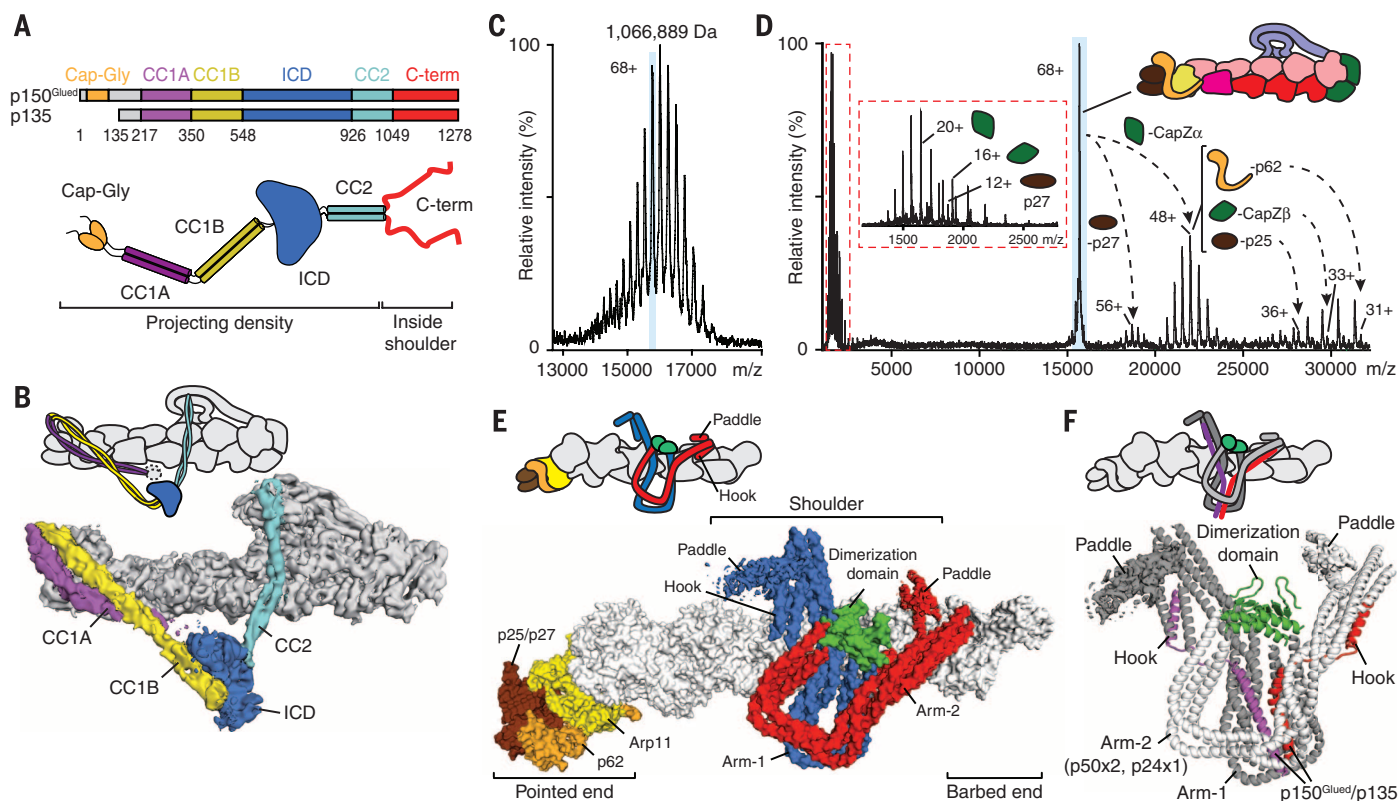 A
Cap-Gly CC1A CC1B ICD CC2 C-term
p150Glued
p135
1 135 217 350 548 926 1049 1278
Cap-Gly
CC1A
CC1B
ICD
CC2
C-term
Projecting density
Inside
shoulder
B
CC1A
CC1B
CC2
ICD
C
1,066,889 Da
68+
100
Relative intensity (%)
0
13000 15000 17000 m/z
D
100
Relative intensity (%)
0
68+
20+
16+
12+
p27
1500 2000 2500 m/z
-CapZα
-p62
-CapZβ
-p25
-p27
48+
56+
36+
33+
31+
5000 10000 15000 20000 25000 30000 m/z
E
Paddle
Hook
Shoulder
Paddle
Dimerization
domain
Paddle
Hook
p25/p27
Arp11
p62
Arm-1
Arm-2
Pointed end
Barbed end
F
Paddle
Dimerization
domain
Paddle
Hook
Hook
Arm-2
(p50x2, p24x1)
Arm-1
p150Glued/p135